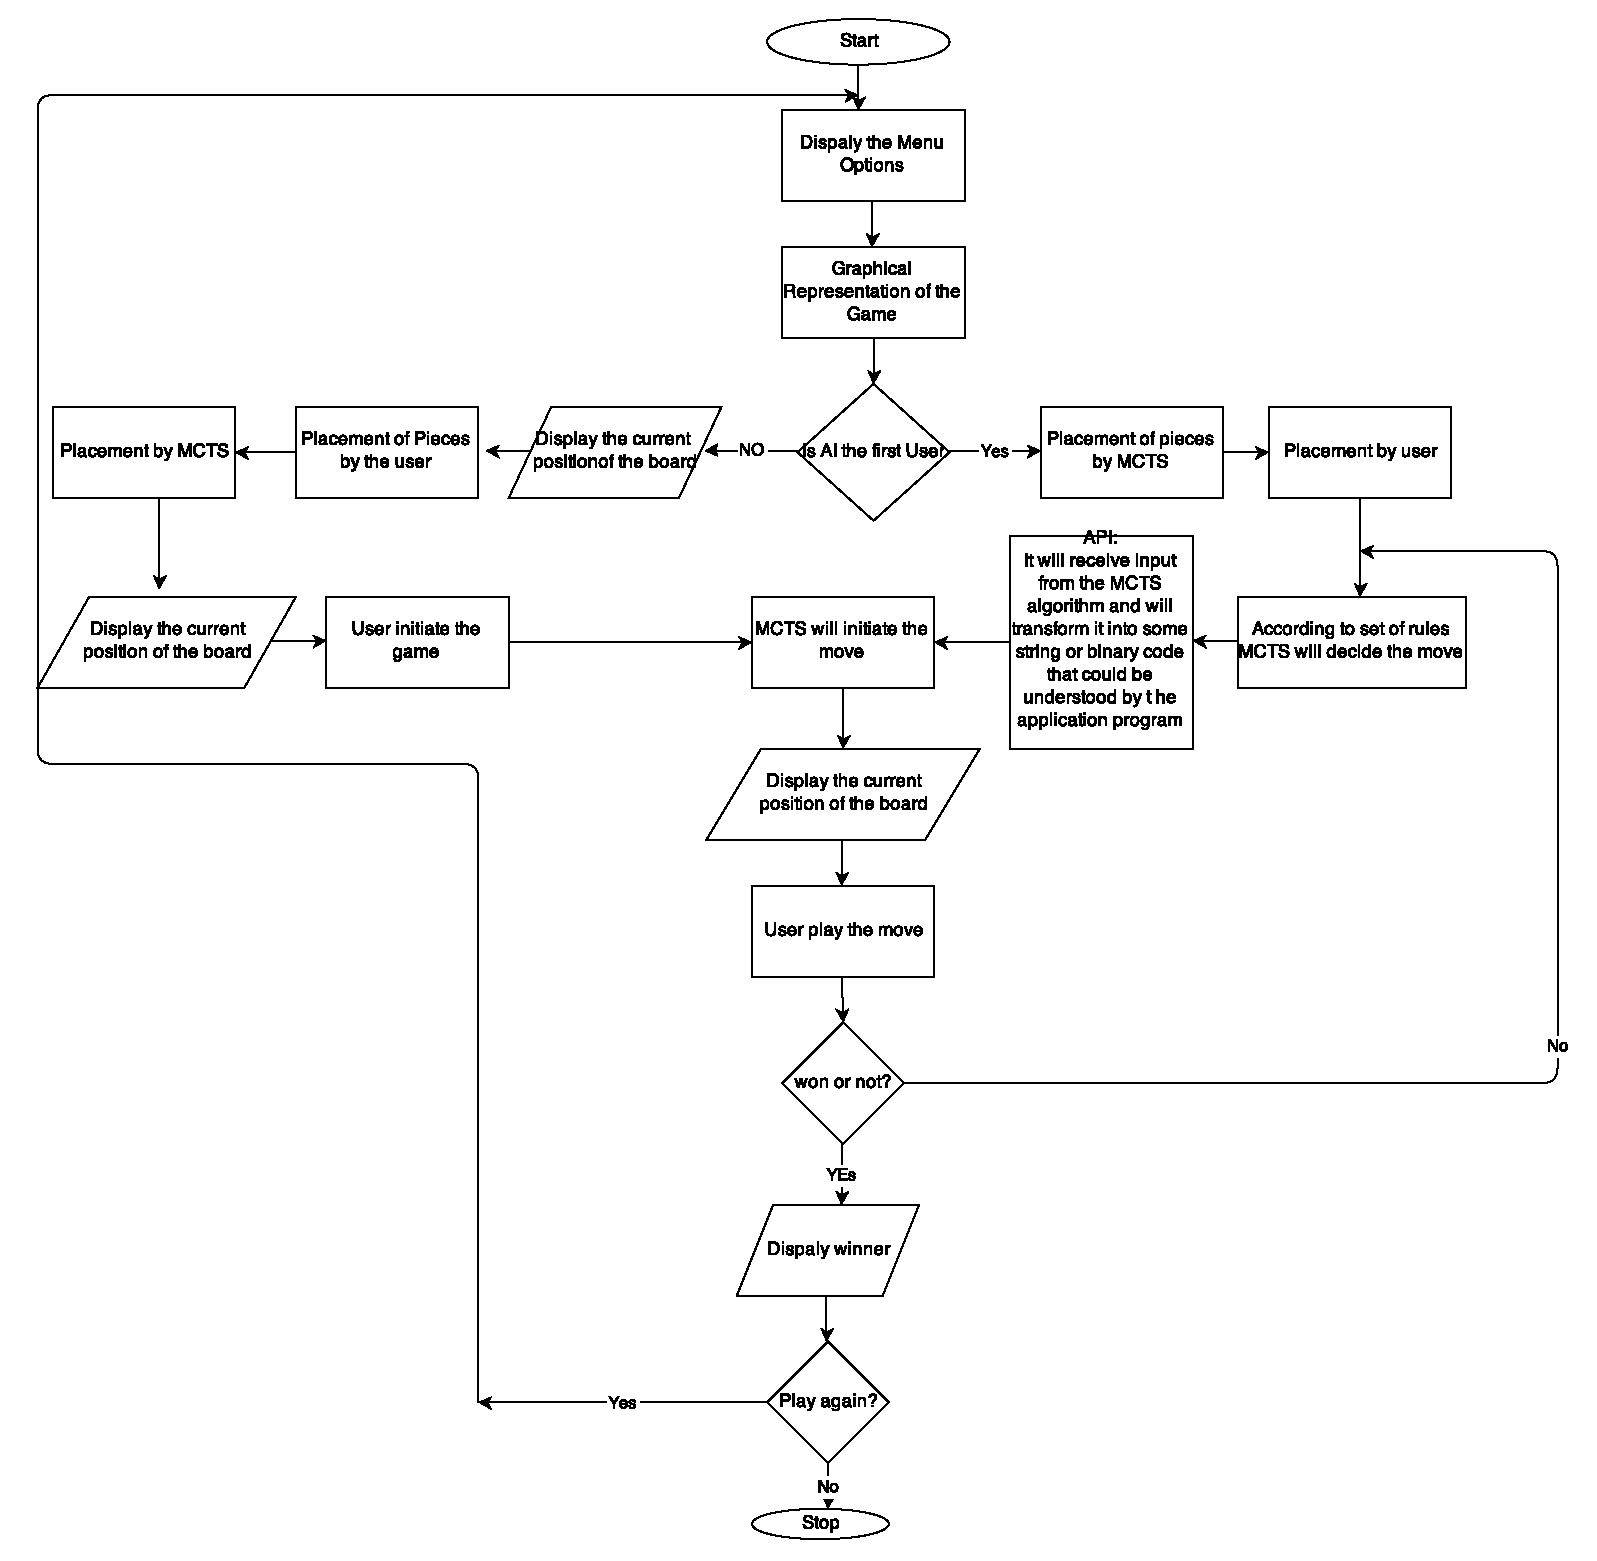 Start
Dispaly the Menu
Options
Graphical
Representation of the
Game
Placement by MCTS
Placement of Pieces
by the user
Display the current
positionof the board
NO
Is AI the first User
Yes
Placement of pieces
by MCTS
Placement by user
API:
It will receive input
from the MCTS
algorithm and will
transform it into some
string or binary code
that could be
understood by t he
application program
Display the current
position of the board
User initiate the
game
MCTS will initiate the
move
According to set of rules
MCTS will decide the move
Display the current
position of the board
User play the move
No
won or not?
YEs
Dispaly winner
Yes
Play again?
No
Stop